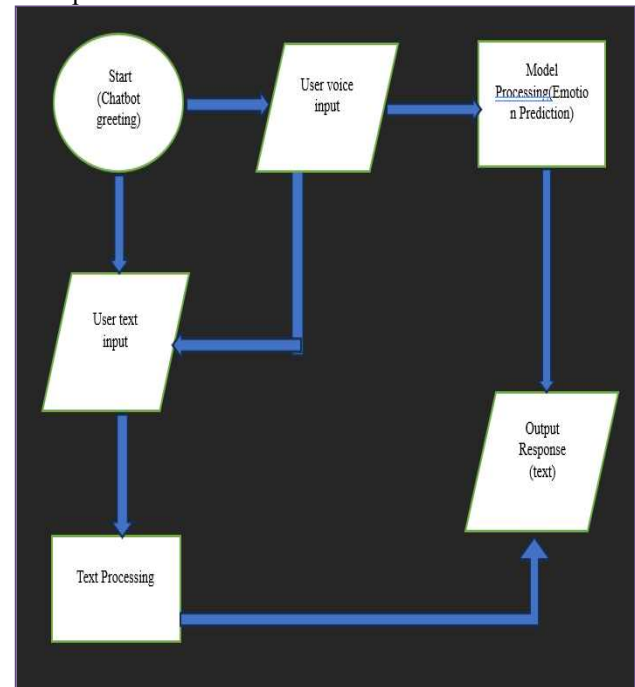 Start
(Chatbot
greeting)
User voice
input
Model
Processing(Emotio
n Prediction)
User text
input
Output
Response
(text)
Text Processing